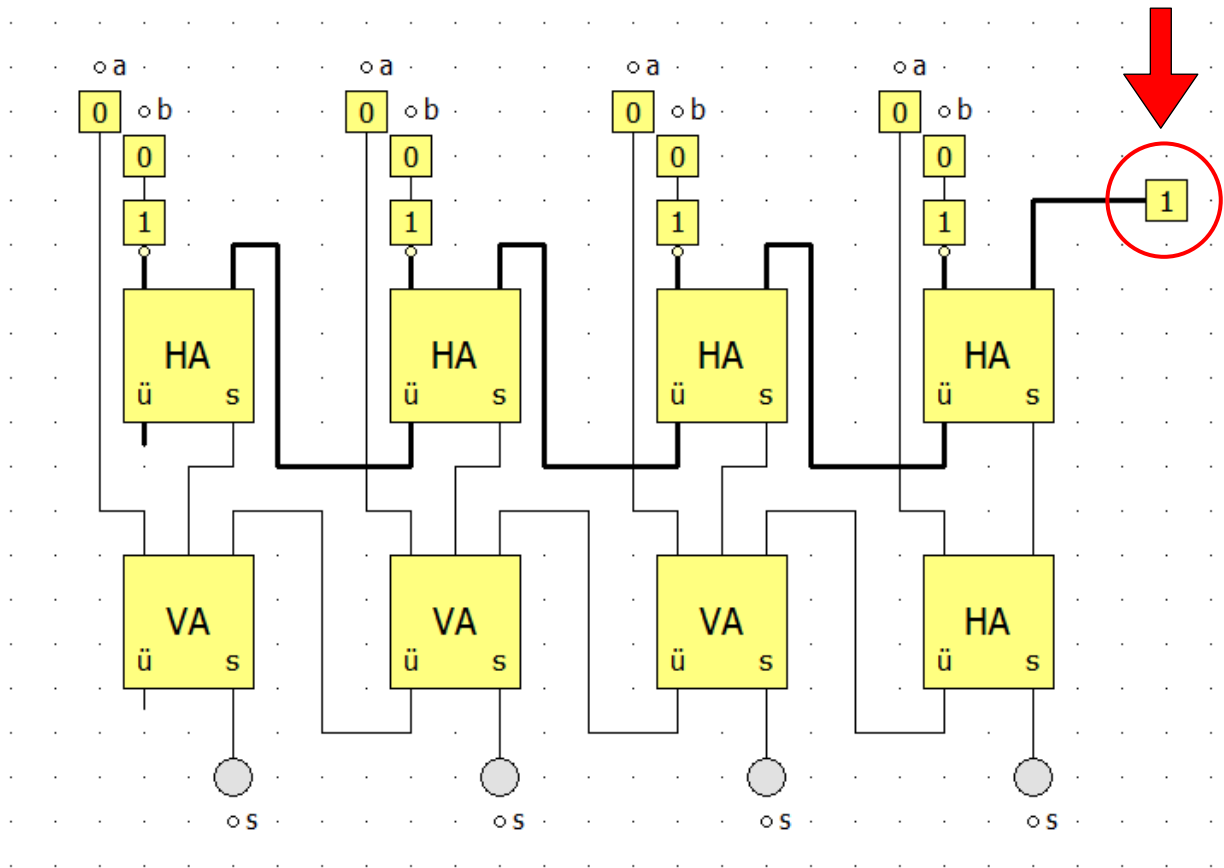 a a a a
0 0 0 0
b b b b
0 0 0 0
1
1 1 1 1
HA HA HA HA
ü s ü s ü s ü s
VA VA VA HA
ü s ü s ü s ü s
s s s s